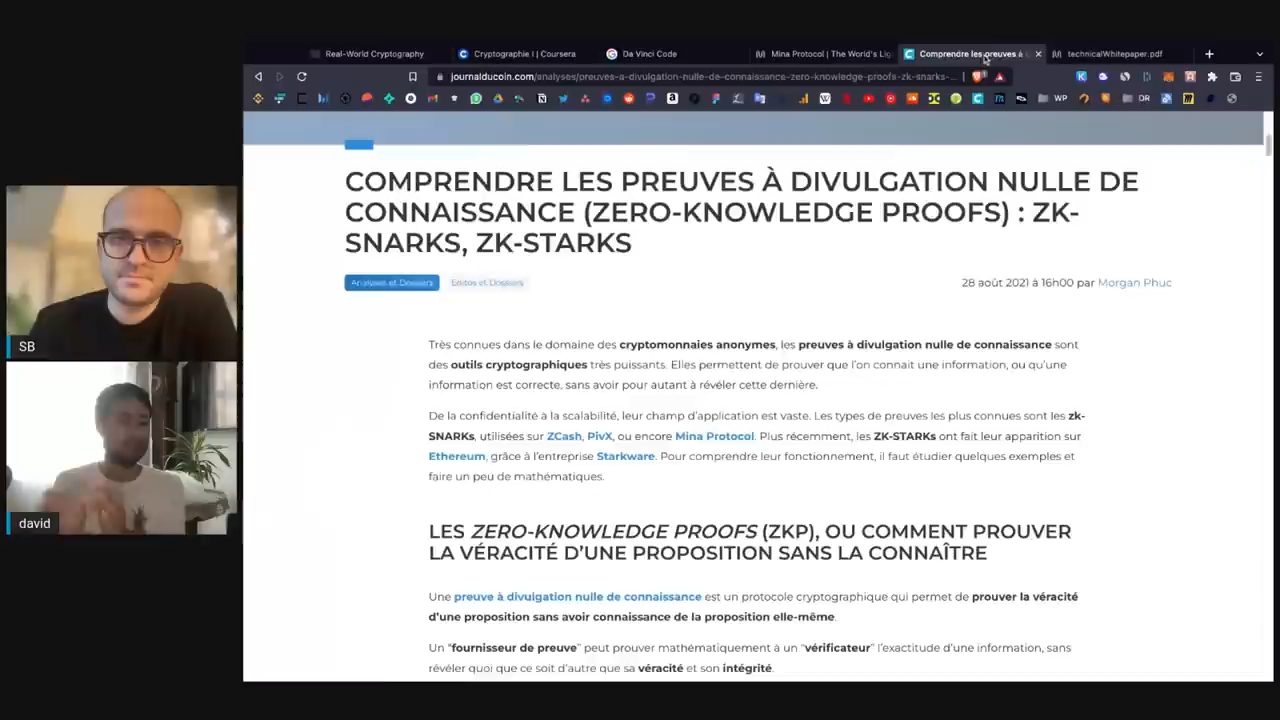 Real-World Cryptography
Cryptographie I | Coursera
Da Vinci Code
Mina Protocol | The World's Lig
Comprendre les preuves à
technicalWhitepaper.pdf
journalducoin.com/analyses/preuves-a-divulgation-nulle-de-connaissance-zero-knowledge-proofs-zk-snarks-...
WP
DR
COMPRENDRE LES PREUVES À DIVULGATION NULLE DE
CONNAISSANCE (ZERO-KNOWLEDGE PROOFS) : ZK-
SNARKS, ZK-STARKS
Analyses et Dossiers
Editos et Dossiers
28 août 2021 à 16h00 par Morgan Phuc
Très connues dans le domaine des cryptomonnaies anonymes, les preuves à divulgation nulle de connaissance sont
des outils cryptographiques très puissants. Elles permettent de prouver que l'on connait une information, ou qu'une
information est correcte, sans avoir pour autant à révéler cette dernière.
De la confidentialité à la scalabilité, leur champ d'application est vaste. Les types de preuves les plus connues sont les zk-
SNARKs, utilisées sur ZCash, PivX, ou encore Mina Protocol. Plus récemment, les ZK-STARKs ont fait leur apparition sur
Ethereum, grâce à l'entreprise Starkware. Pour comprendre leur fonctionnement, il faut étudier quelques exemples et
faire un peu de mathématiques.
LES ZERO-KNOWLEDGE PROOFS (ZKP), OU COMMENT PROUVER
LA VÉRACITÉ D'UNE PROPOSITION SANS LA CONNAÎTRE
Une preuve à divulgation nulle de connaissance est un protocole cryptographique qui permet de prouver la véracité
d'une proposition sans avoir connaissance de la proposition elle-même.
Un "fournisseur de preuve" peut prouver mathématiquement à un "vérificateur" l'exactitude d'une information, sans
révéler quoi que ce soit d'autre que sa véracité et son intégrité.
SB
david